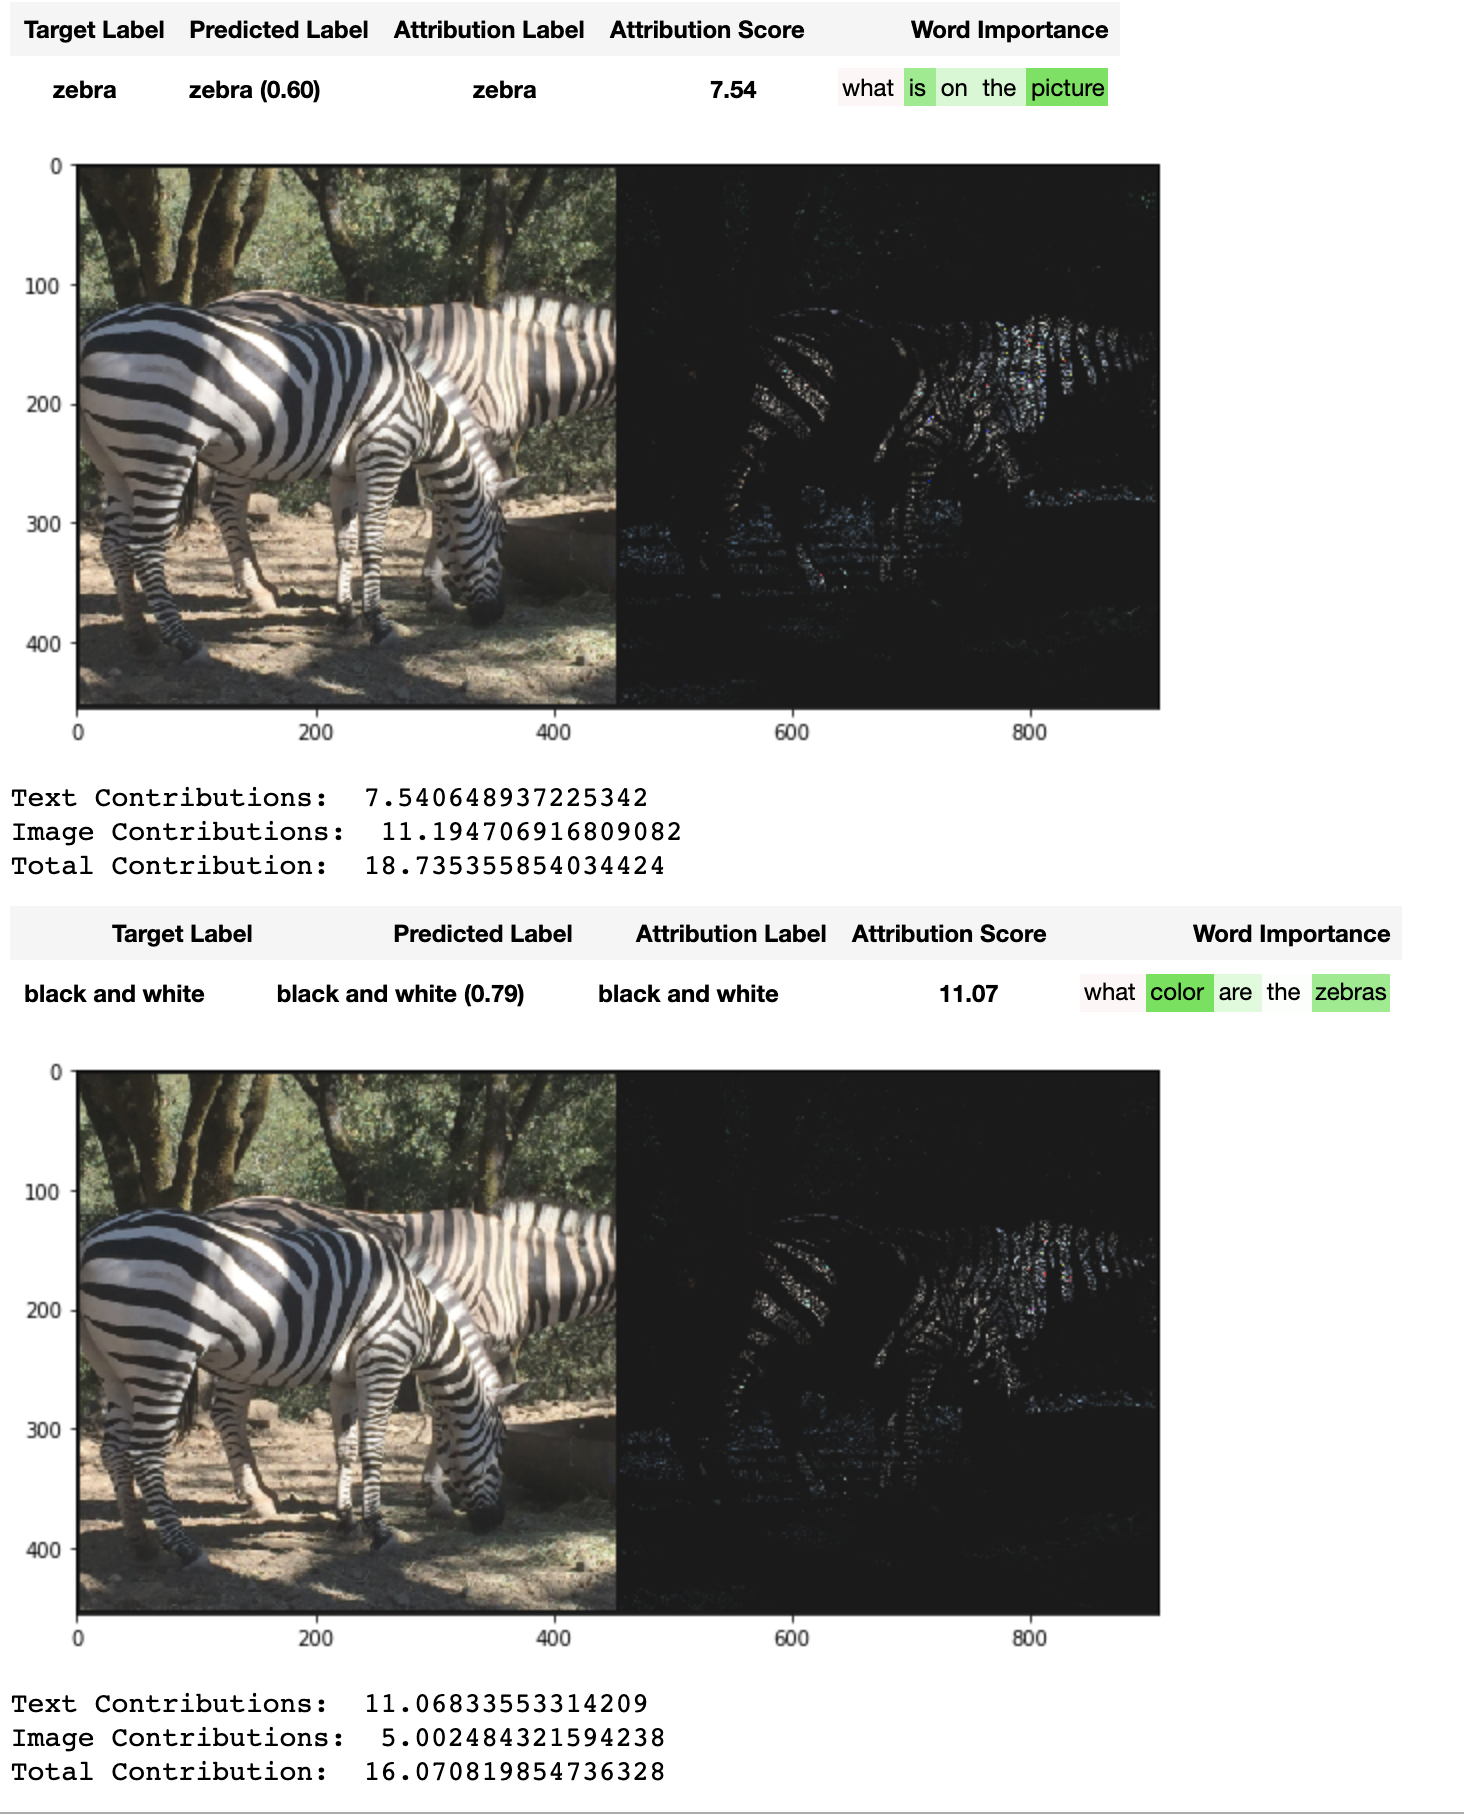 Target Label Predicted Label Attribution Label Attribution Score Word Importance
zebra zebra (0.60) zebra 7.54 what is on the picture
0
100
200
300
400
0 200 400 600 800
Text Contributions: 7.540648937225342
Image Contributions: 11.194706916809082
Total Contribution: 18.735355854034424
Target Label Predicted Label Attribution Label Attribution Score Word Importance
black and white black and white (0.79) black and white 11.07 what color are the zebras
0
100
200
300
400
0 200 400 600 800
Text Contributions: 11.06833553314209
Image Contributions: 5.002484321594238
Total Contribution: 16.070819854736328